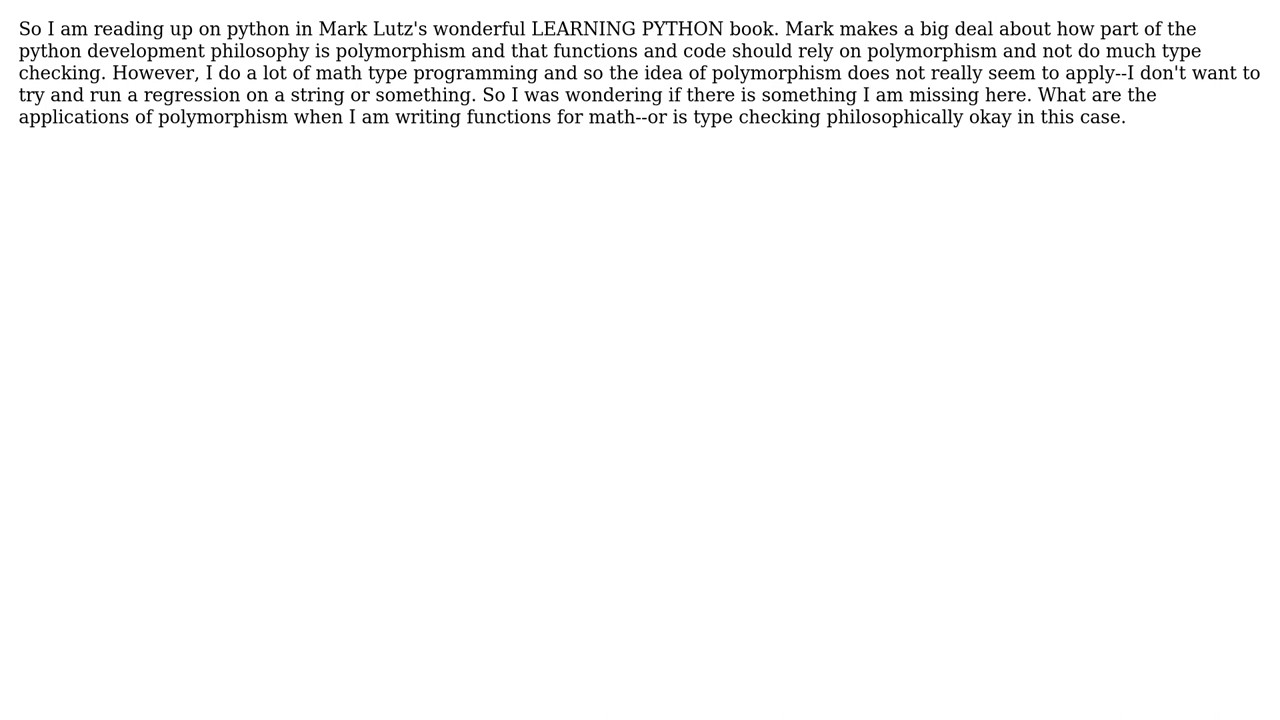 So I am reading up on python in Mark Lutz's wonderful LEARNING PYTHON book. Mark makes a big deal about how part of the
python development philosophy is polymorphism and that functions and code should rely on polymorphism and not do much type
checking. However, I do a lot of math type programming and so the idea of polymorphism does not really seem to apply--I don't want to
try and run a regression on a string or something. So I was wondering if there is something I am missing here. What are the
applications of polymorphism when I am writing functions for math--or is type checking philosophically okay in this case.